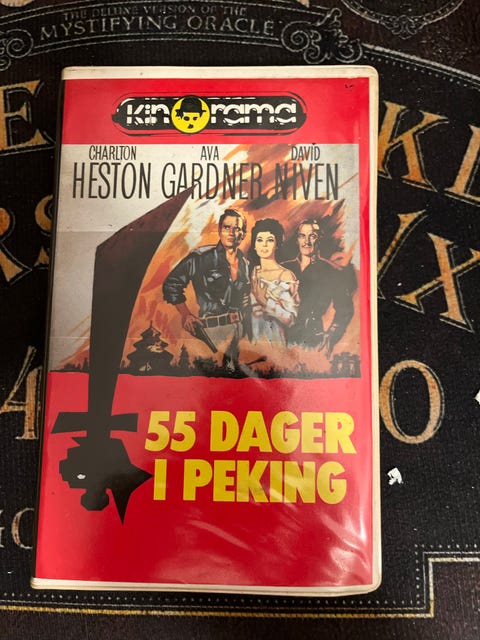 THE DELUXE VERSION OF THE
MYSTIFYING ORACLE
kinorama
CHARLTON
HESTON
AVA
GARDNER
DAVID
NIVEN
55 DAGER
I PEKING